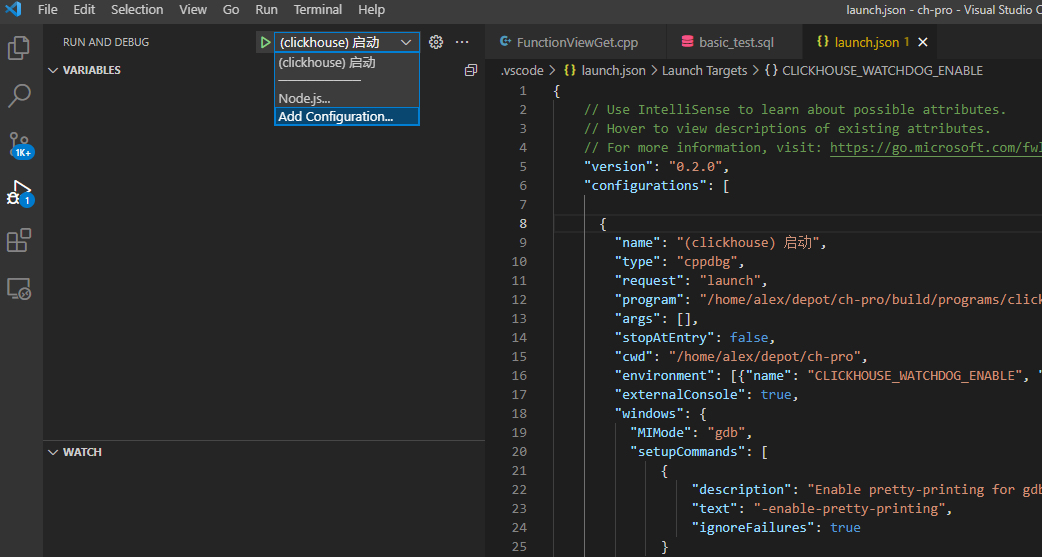 File Edit Selection View Go Run Terminal Help
launch.json - ch-pro - Visual Studio C
RUN AND DEBUG
(clickhouse) 启动
(clickhouse) 启动
Node.js...
Add Configuration...
VARIABLES
WATCH
1K+
1
FunctionViewGet.cpp
basic_test.sql
launch.json 1
.vscode > {} launch.json > Launch Targets > {} CLICKHOUSE_WATCHDOG_ENABLE
1 {
2 // Use IntelliSense to learn about possible attributes.
3 // Hover to view descriptions of existing attributes.
4 // For more information, visit: https://go.microsoft.com/fwl
5 "version": "0.2.0",
6 "configurations": [
7
8 {
9 "name": "(clickhouse) 启动",
10 "type": "cppdbg",
11 "request": "launch",
12 "program": "/home/alex/depot/ch-pro/build/programs/click
13 "args": [],
14 "stopAtEntry": false,
15 "cwd": "/home/alex/depot/ch-pro",
16 "environment": [{"name": "CLICKHOUSE_WATCHDOG_ENABLE", "
17 "externalConsole": true,
18 "windows": {
19 "MIMode": "gdb",
20 "setupCommands": [
21 {
22 "description": "Enable pretty-printing for gdb
23 "text": "-enable-pretty-printing",
24 "ignoreFailures": true
25 }